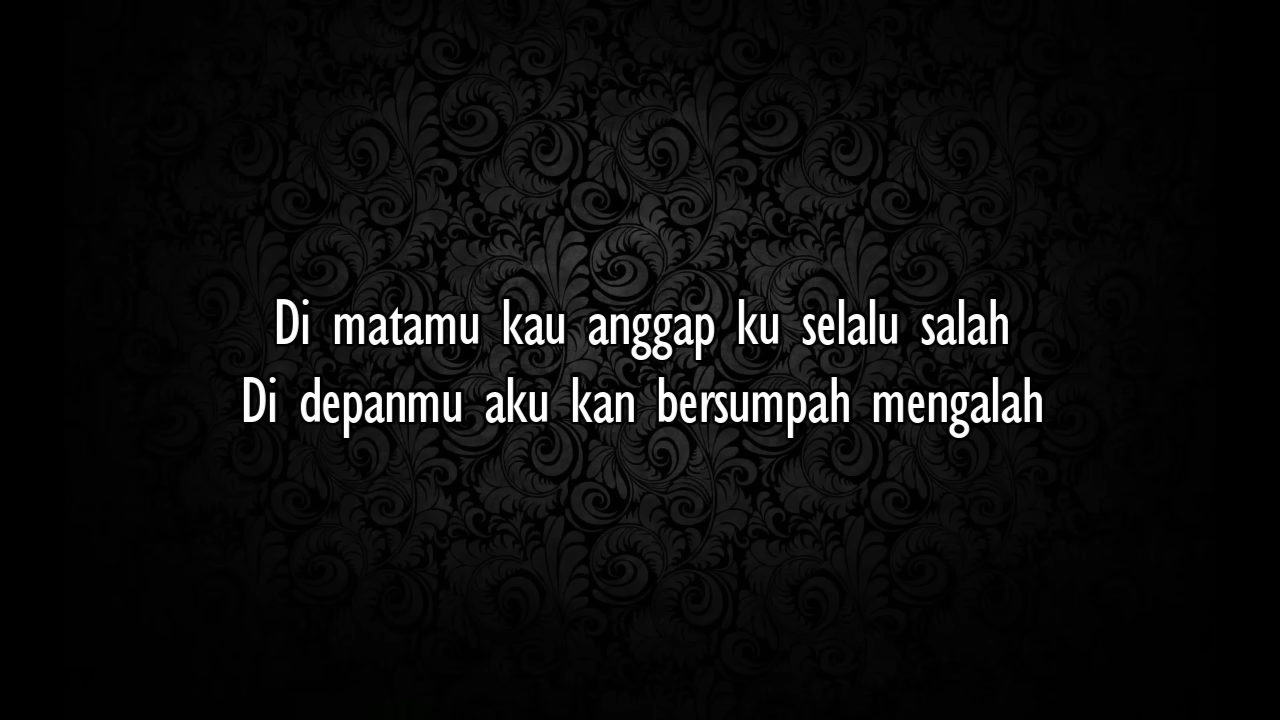 Di matamu kau anggap ku selalu salah
Di depanmu aku kan bersumpah mengalah